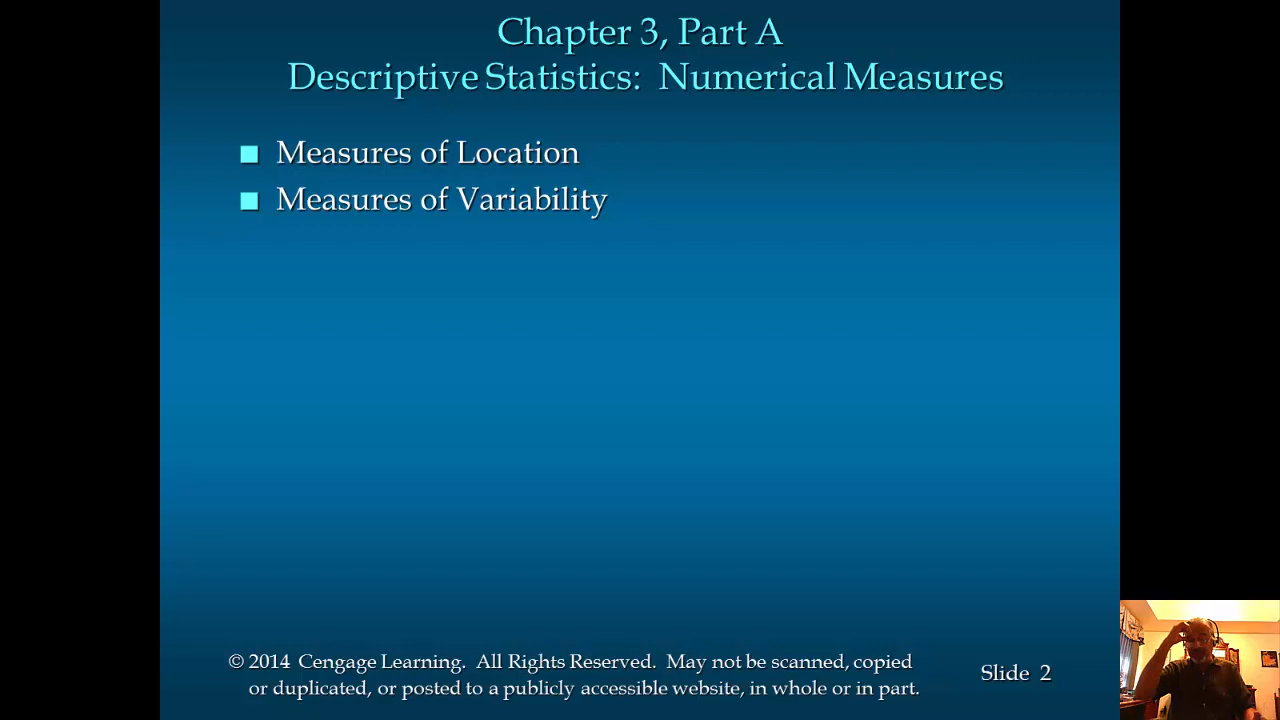 Chapter 3, Part A
Descriptive Statistics: Numerical Measures
Measures of Location
Measures of Variability
© 2014 Cengage Learning. All Rights Reserved. May not be scanned, copied
or duplicated, or posted to a publicly accessible website, in whole or in part.
Slide 2